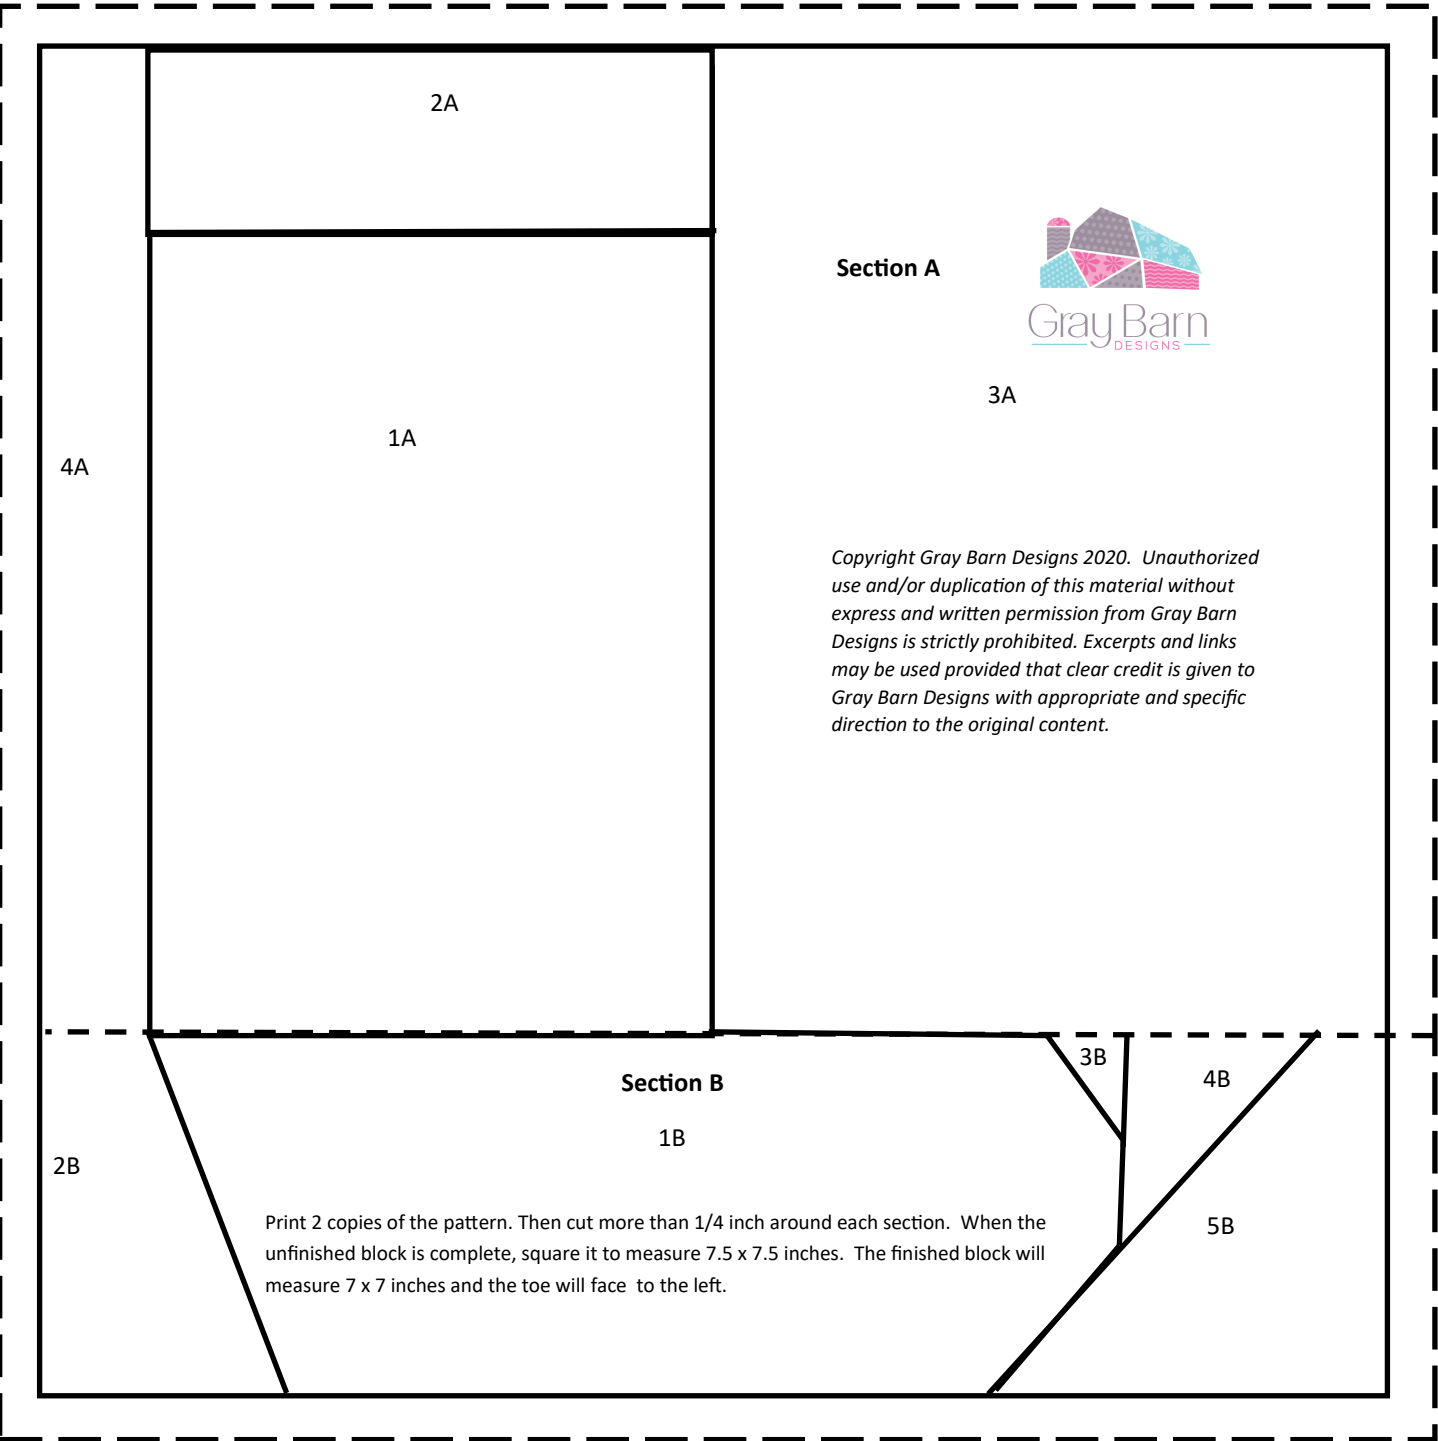 2A
Section A
Gray Barn
DESIGNS
3A
1A
4A
Copyright Gray Barn Designs 2020.  Unauthorized
use and/or duplication of this material without
express and written permission from Gray Barn
Designs is strictly prohibited. Excerpts and links
may be used provided that clear credit is given to
Gray Barn Designs with appropriate and specific
direction to the original content.
3B
4B
Section B
1B
2B
5B
Print 2 copies of the pattern. Then cut more than 1/4 inch around each section.  When the
unfinished block is complete, square it to measure 7.5 x 7.5 inches.  The finished block will
measure 7 x 7 inches and the toe will face  to the left.